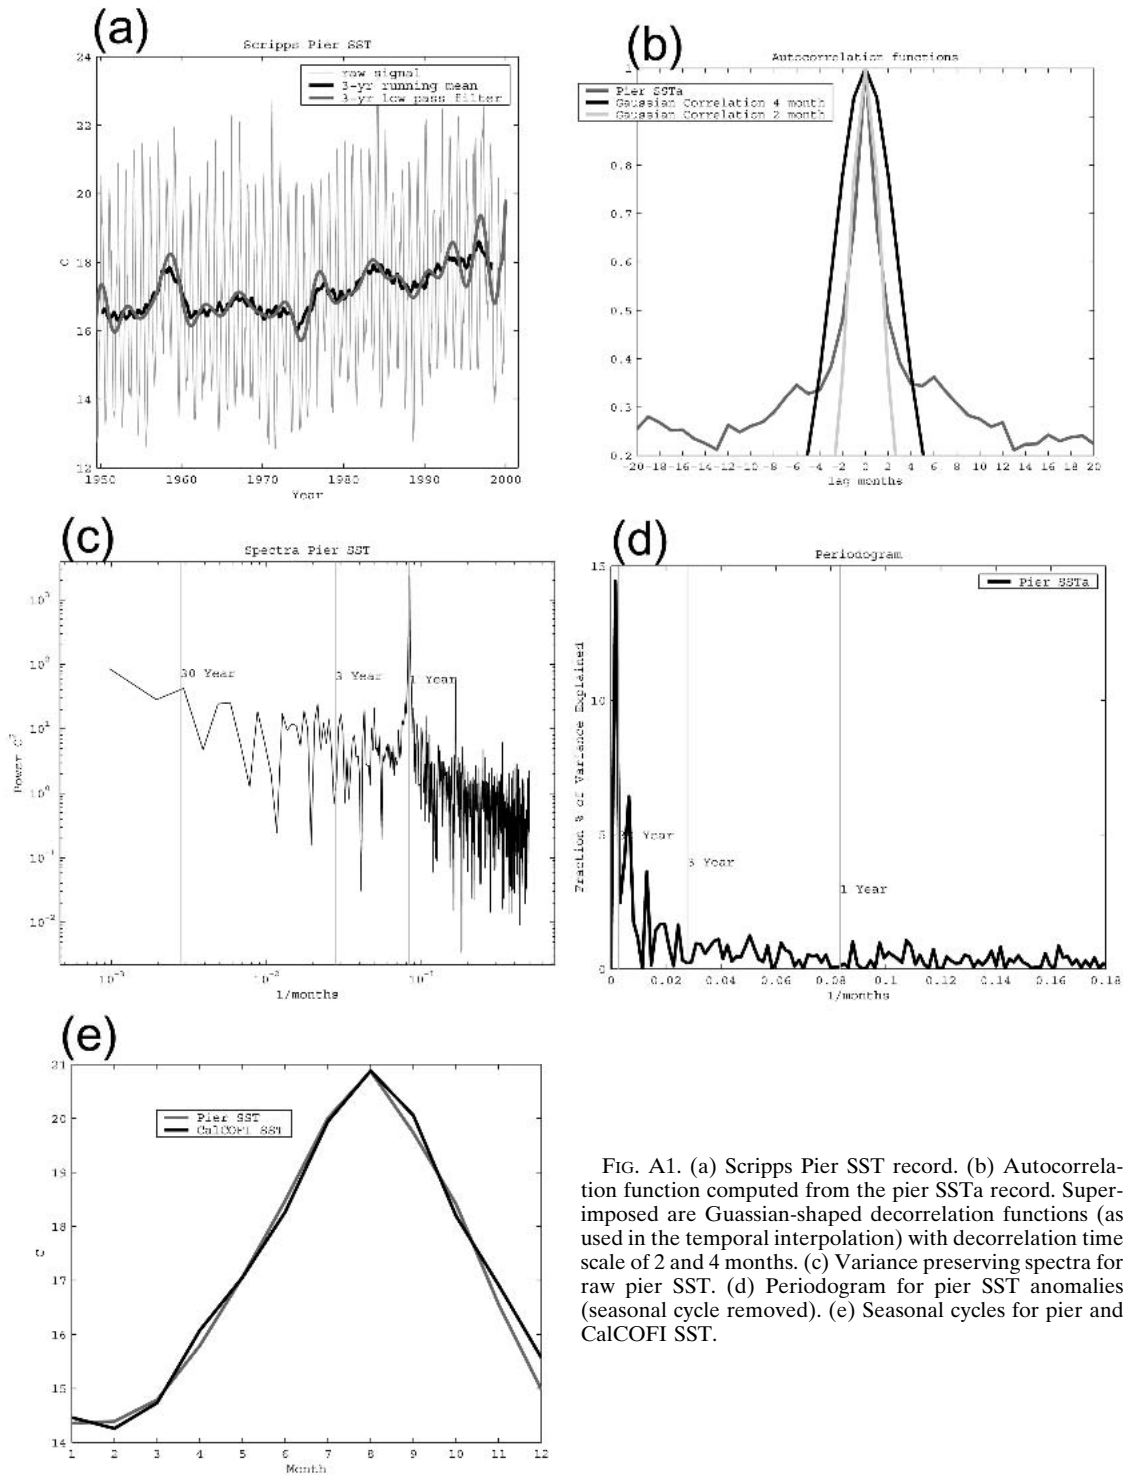 (a)
Scripps Pier SST
24
22
20
18
16
14
12
C
raw signal
3-yr running mean
3-yr low pass filter
1950 1960 1970 1980 1990 2000
Year
(b)
Autocorrelation functions
1
0.9
0.8
0.7
0.6
0.5
0.4
0.3
0.2
Pier SSTa
Gaussian Correlation 4 month
Gaussian Correlation 2 month
-20 -18 -16 -14 -12 -10 -8 -6 -4 -2 0 2 4 6 8 10 12 14 16 18 20
lag months
(c)
Spectra Pier SST
Power C²
30 Year
3 Year
1 Year
10⁻³ 10⁻² 10⁻¹
1/months
(d)
Periodogram
15
10
5
0
Fraction % of Variance Explained
Pier SSTa
Year
3 Year
1 Year
0 0.02 0.04 0.06 0.08 0.1 0.12 0.14 0.16 0.18
1/months
(e)
21
20
19
18
17
16
15
14
C
Pier SST
CalCOFI SST
1 2 3 4 5 6 7 8 9 10 11 12
Month
FIG. A1. (a) Scripps Pier SST record. (b) Autocorrela-
tion function computed from the pier SSTa record. Super-
imposed are Guassian-shaped decorrelation functions (as
used in the temporal interpolation) with decorrelation time
scale of 2 and 4 months. (c) Variance preserving spectra for
raw pier SST. (d) Periodogram for pier SST anomalies
(seasonal cycle removed). (e) Seasonal cycles for pier and
CalCOFI SST.